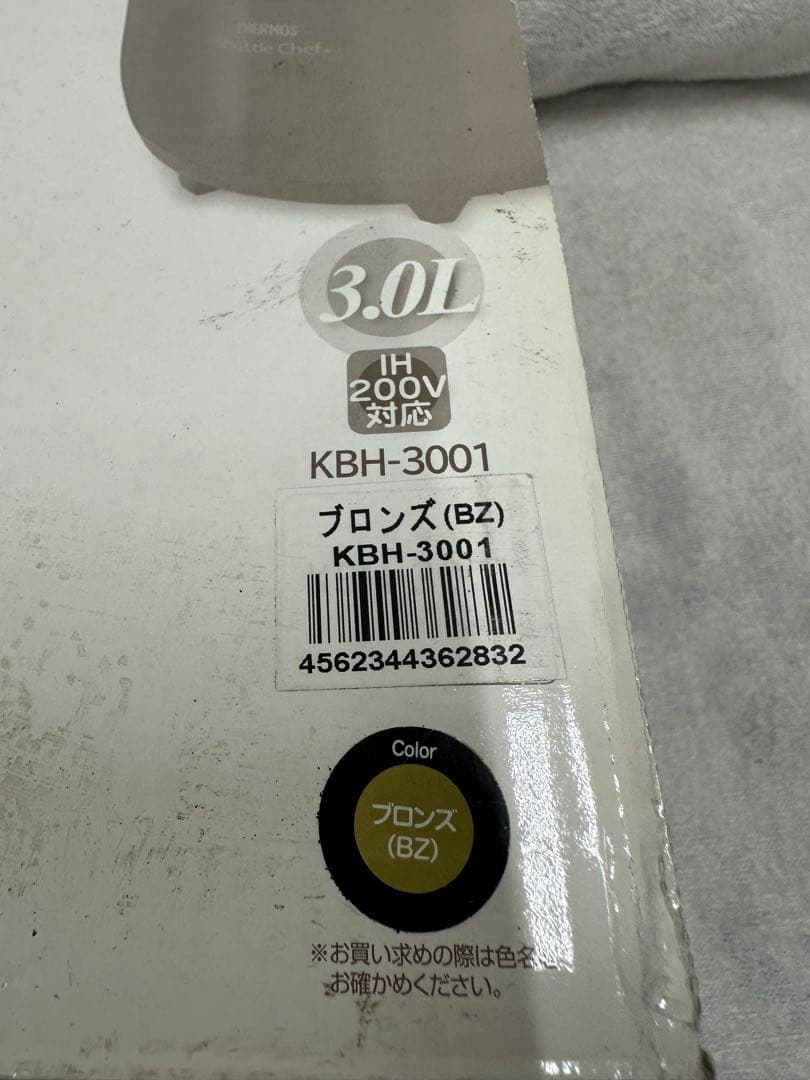 THERMOS
Shuttle Chef®
3.0L
IH
200V
対応
KBH-3001
ブロンズ(BZ)
KBH-3001
4562344362832
Color
ブロンズ
(BZ)
※お買い求めの際は色名を
お確かめください。